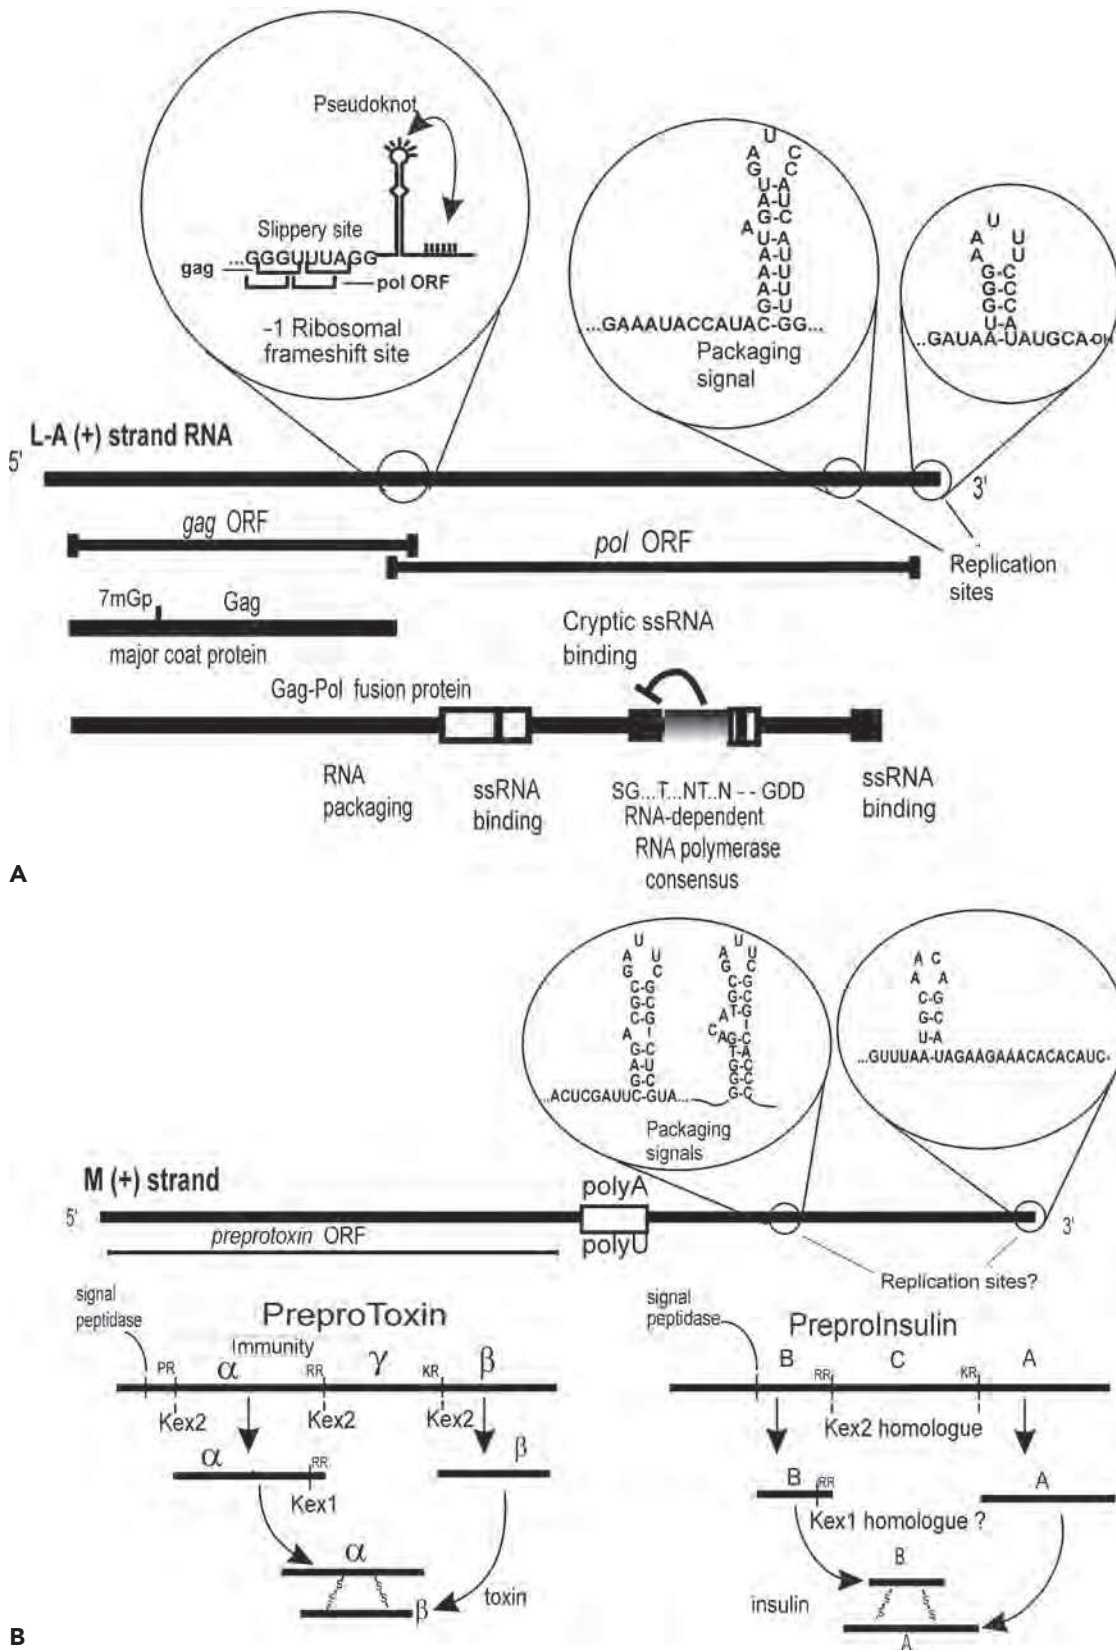 Pseudoknot
Slippery site
...GGGUUUAGG
gag
pol ORF
-1 Ribosomal
frameshift site
U
A C
G C
U-A
A-U
G-C
A
U-A
A-U
A-U
A-U
G-U
...GAAAUACCAUAC-GG...
Packaging
signal
U
A U
A U
G-C
G-C
G-C
U-A
..GAUAA-UAUGCA-OH
L-A (+) strand RNA
5'
3'
gag ORF
pol ORF
Replication
sites
7mGp
Gag
major coat protein
Cryptic ssRNA
binding
Gag-Pol fusion protein
RNA
packaging
ssRNA
binding
SG...T...NT..N - - GDD
RNA-dependent
RNA polymerase
consensus
ssRNA
binding
A
U
A U
G C
C-G
G-C
C-G
A
G-C
A-U
G-C
...ACUCGAUUC-GUA...
U
A U
G C
C-G
G-C
T-G
A
C
A
G-C
T-A
G-C
G-C
G-C
Packaging
signals
A C
A A
C-G
G-C
U-A
...GUUUAA-UAGAAGAAACACACAUC-
M (+) strand
5'
polyA
polyU
3'
preprotoxin ORF
Replication sites?
signal
peptidase
PreproToxin
Immunity
PR
α
RR
γ
KR
β
Kex2
Kex2
Kex2
α
RR
β
Kex1
α
S-S
S-S
β
toxin
signal
peptidase
PreproInsulin
B
C
A
RR
KR
Kex2 homologue
B
RR
A
Kex1 homologue ?
B
S-S
S-S
insulin
A
B